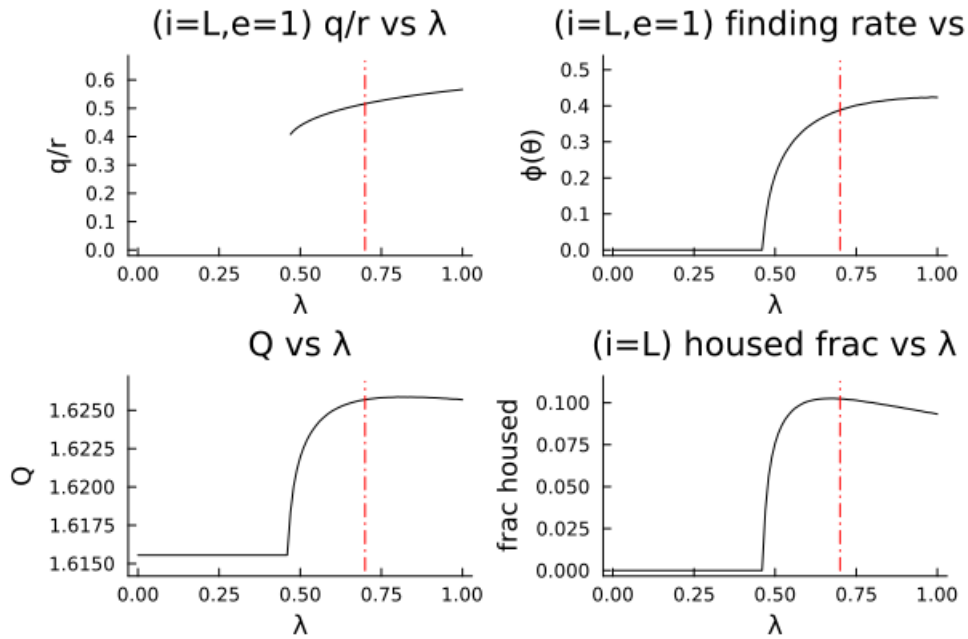 (i=L,e=1) q/r vs λ
0.6
0.5
0.4
0.3
0.2
0.1
0.0
q/r
0.00 0.25 0.50 0.75 1.00
λ
(i=L,e=1) finding rate vs
0.5
0.4
0.3
0.2
0.1
0.0
ϕ(θ)
0.00 0.25 0.50 0.75 1.00
λ
Q vs λ
1.6250
1.6225
1.6200
1.6175
1.6150
Q
0.00 0.25 0.50 0.75 1.00
λ
(i=L) housed frac vs λ
0.100
0.075
0.050
0.025
0.000
frac housed
0.00 0.25 0.50 0.75 1.00
λ